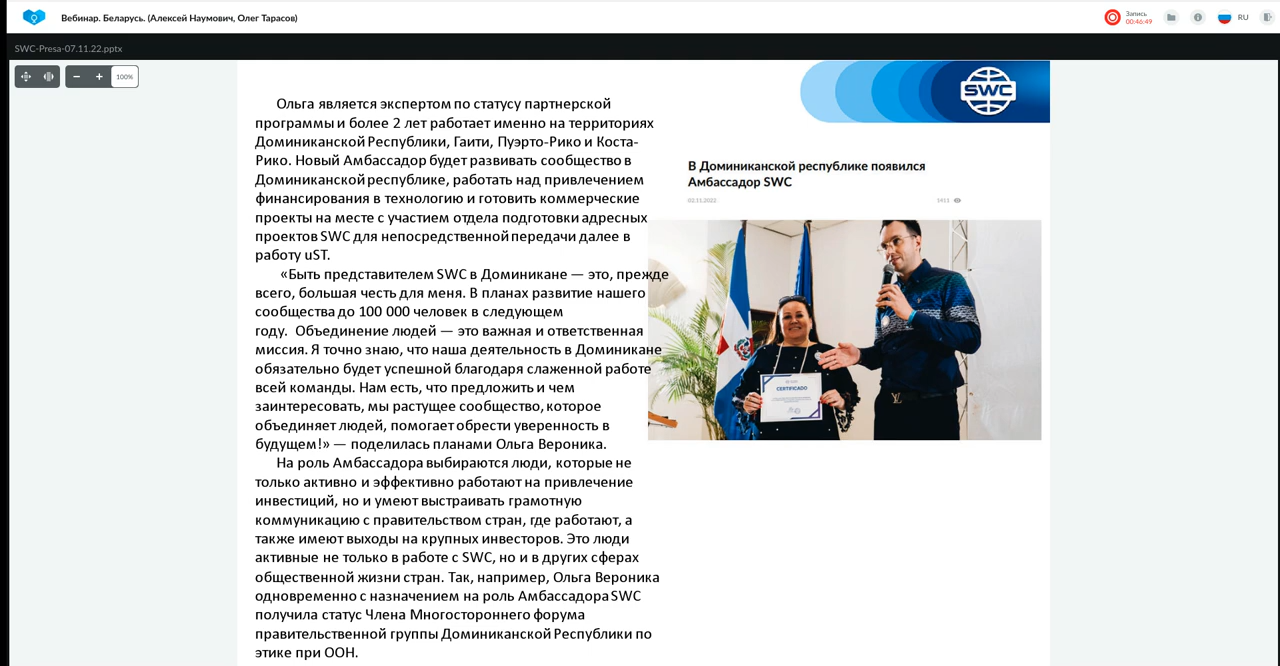 Вебинар. Беларусь. (Алексей Наумович, Олег Тарасов)
Запись
00:46:49
RU
SWC-Presa-07.11.22.pptx
100%
Ольга является экспертом по статусу партнерской
программы и более 2 лет работает именно на территориях
Доминиканской Республики, Гаити, Пуэрто-Рико и Коста-
Рико. Новый Амбассадор будет развивать сообщество в
Доминиканской республике, работать над привлечением
финансирования в технологию и готовить коммерческие
проекты на месте с участием отдела подготовки адресных
проектов SWC для непосредственной передачи далее в
работу uST.
«Быть представителем SWC в Доминикане — это, прежде
всего, большая честь для меня. В планах развитие нашего
сообщества до 100 000 человек в следующем
году. Объединение людей — это важная и ответственная
миссия. Я точно знаю, что наша деятельность в Доминикане
обязательно будет успешной благодаря слаженной работе
всей команды. Нам есть, что предложить и чем
заинтересовать, мы растущее сообщество, которое
объединяет людей, помогает обрести уверенность в
будущем!» — поделилась планами Ольга Вероника.
На роль Амбассадора выбираются люди, которые не
только активно и эффективно работают на привлечение
инвестиций, но и умеют выстраивать грамотную
коммуникацию с правительством стран, где работают, а
также имеют выходы на крупных инвесторов. Это люди
активные не только в работе с SWC, но и в других сферах
общественной жизни стран. Так, например, Ольга Вероника
одновременно с назначением на роль Амбассадора SWC
получила статус Члена Многостороннего форума
правительственной группы Доминиканской Республики по
этике при ООН.
SWC
В Доминиканской республике появился
Амбассадор SWC
02.11.2022
1411
CERTIFICADO